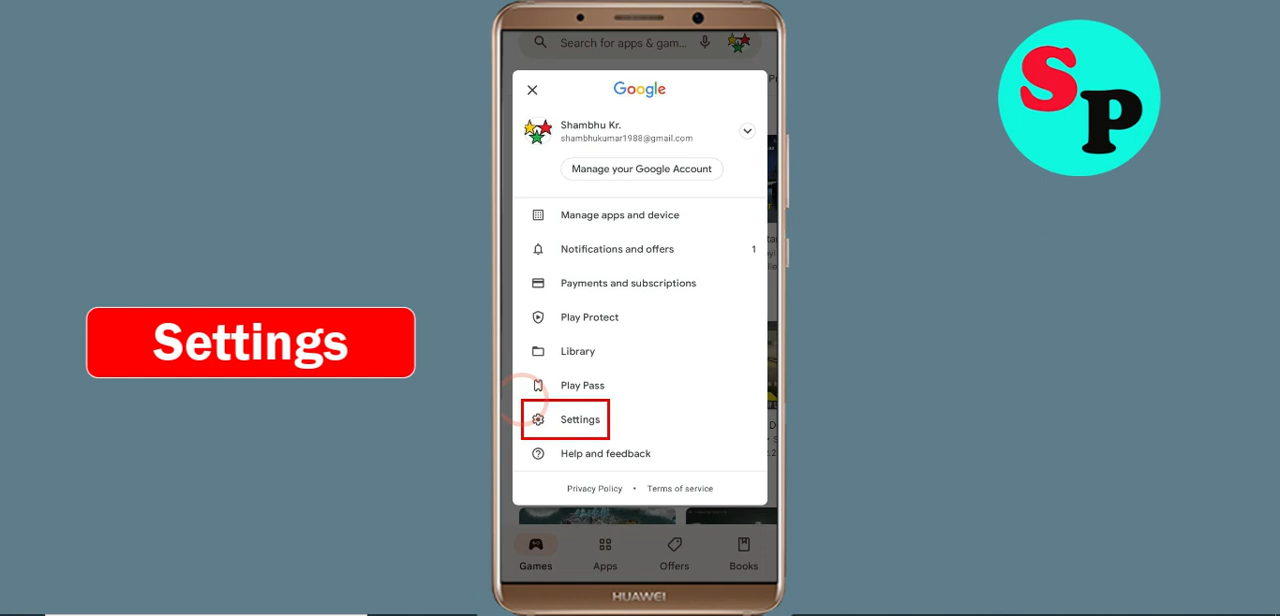 Search for apps & gam...
Google
Shambhu Kr.
shambhukumar1988@gmail.com
Manage your Google Account
Manage apps and device
Notifications and offers 1
Payments and subscriptions
Play Protect
Library
Play Pass
Settings
Help and feedback
Privacy Policy • Terms of service
Games Apps Offers Books
HUAWEI
Settings
SP